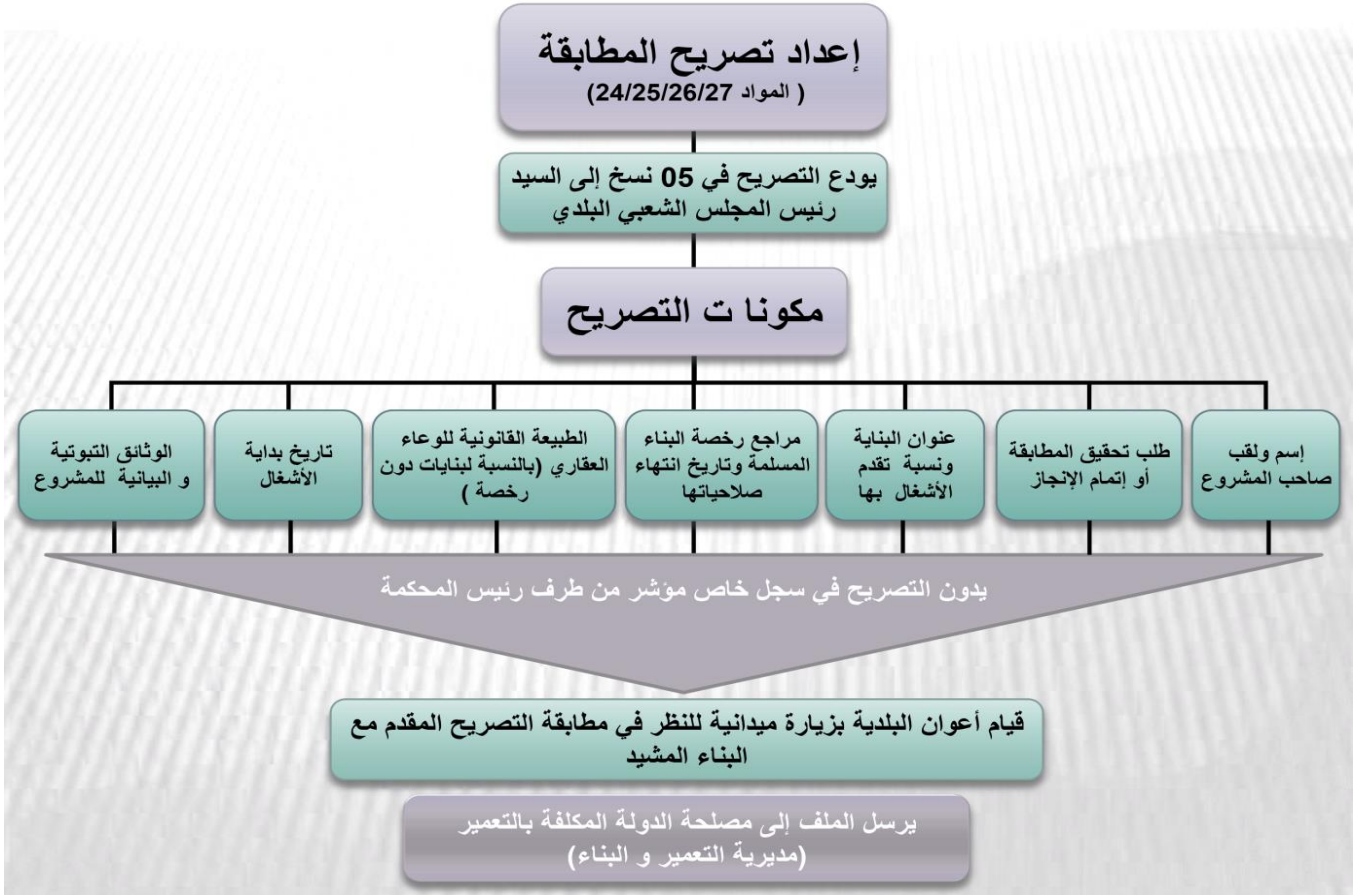 إعداد تصريح المطابقة
( المواد 24/25/26/27)
يودع التصريح في 05 نسخ إلى السيد
رئيس المجلس الشعبي البلدي
مكونا ت التصريح
إسم ولقب
صاحب المشروع
طلب تحقيق المطابقة
أو إتمام الإنجاز
عنوان البناية
ونسبة تقدم
الأشغال بها
مراجع رخصة البناء
المسلمة وتاريخ انتهاء
صلاحياتها
الطبيعة القانونية للوعاء
العقاري (بالنسبة لبنايات دون
رخصة )
تاريخ بداية
الأشغال
الوثائق التبوتية
و البيانية للمشروع
يدون التصريح في سجل خاص مؤشر من طرف رئيس المحكمة
قيام أعوان البلدية بزيارة ميدانية للنظر في مطابقة التصريح المقدم مع
البناء المشيد
يرسل الملف إلى مصلحة الدولة المكلفة بالتعمير
(مديرية التعمير و البناء)